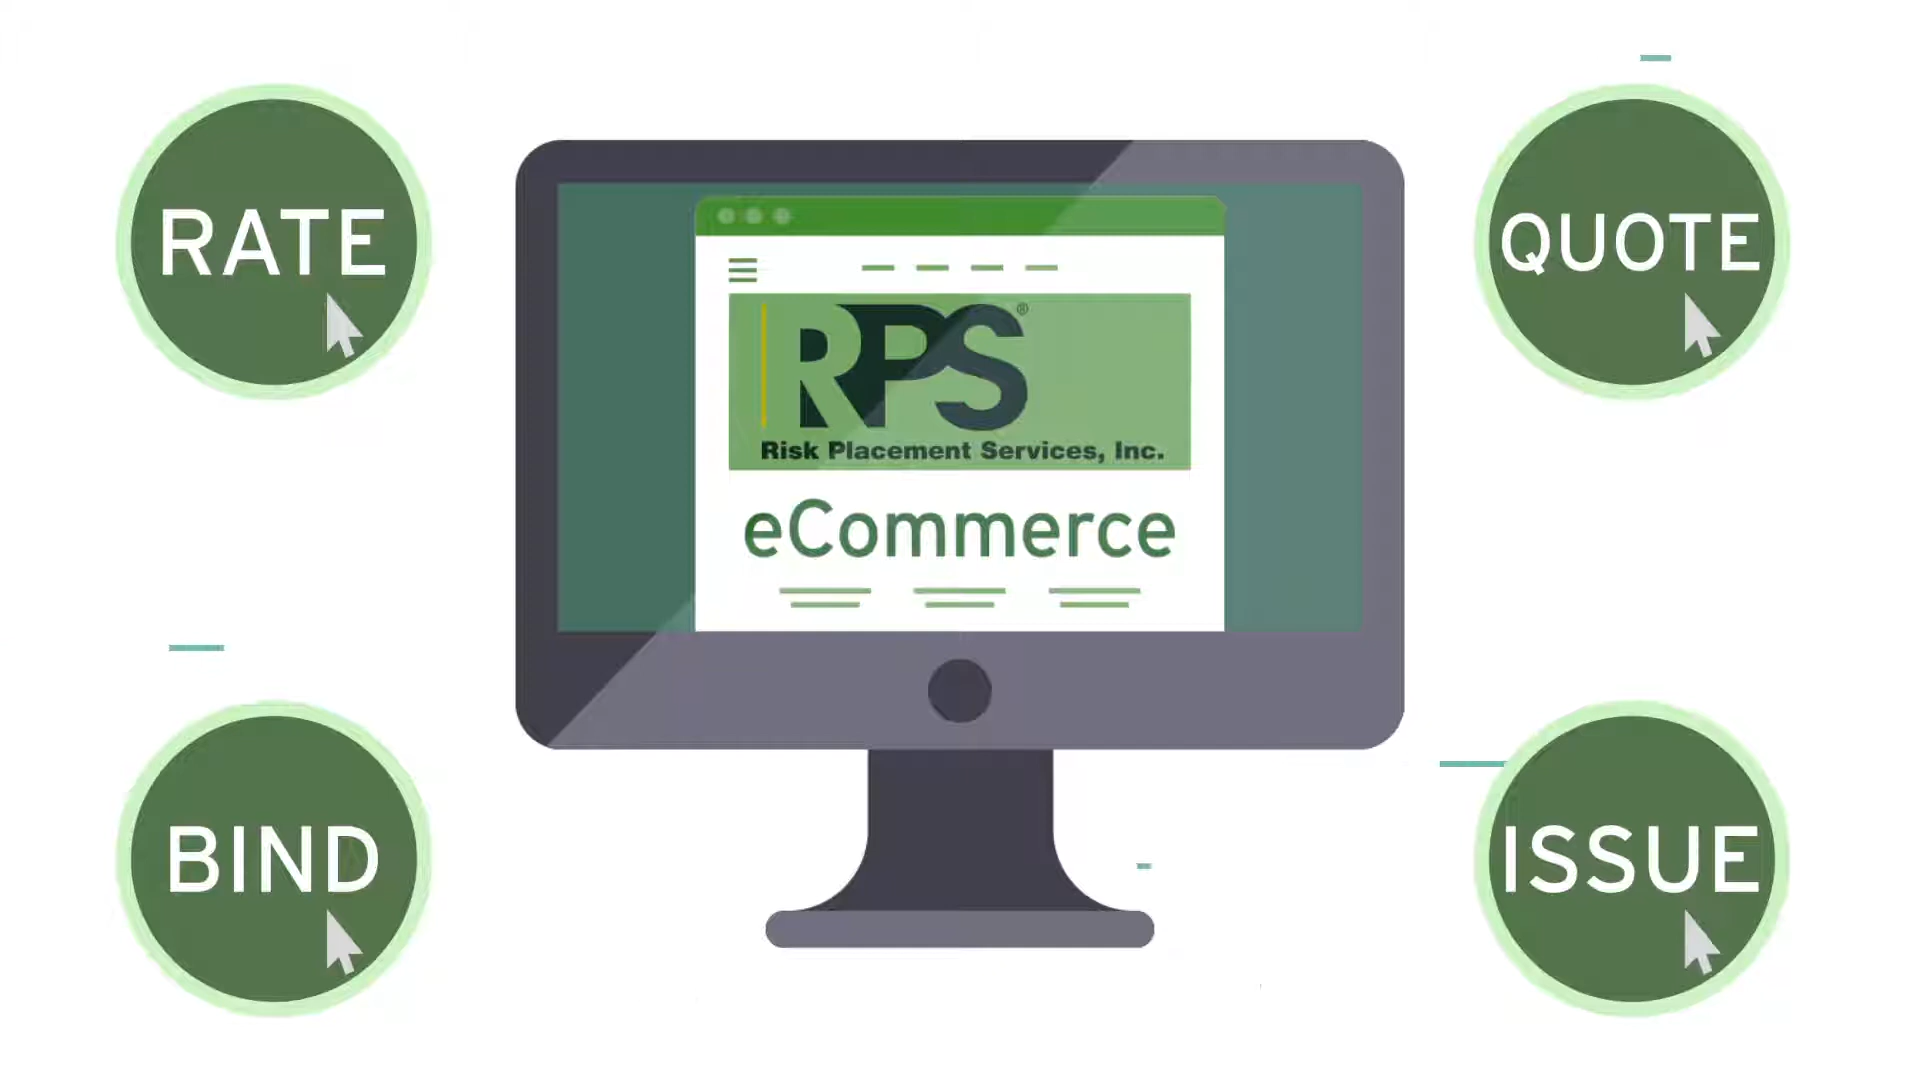 RATE
QUOTE
RPS®
Risk Placement Services, Inc.
eCommerce
BIND
ISSUE